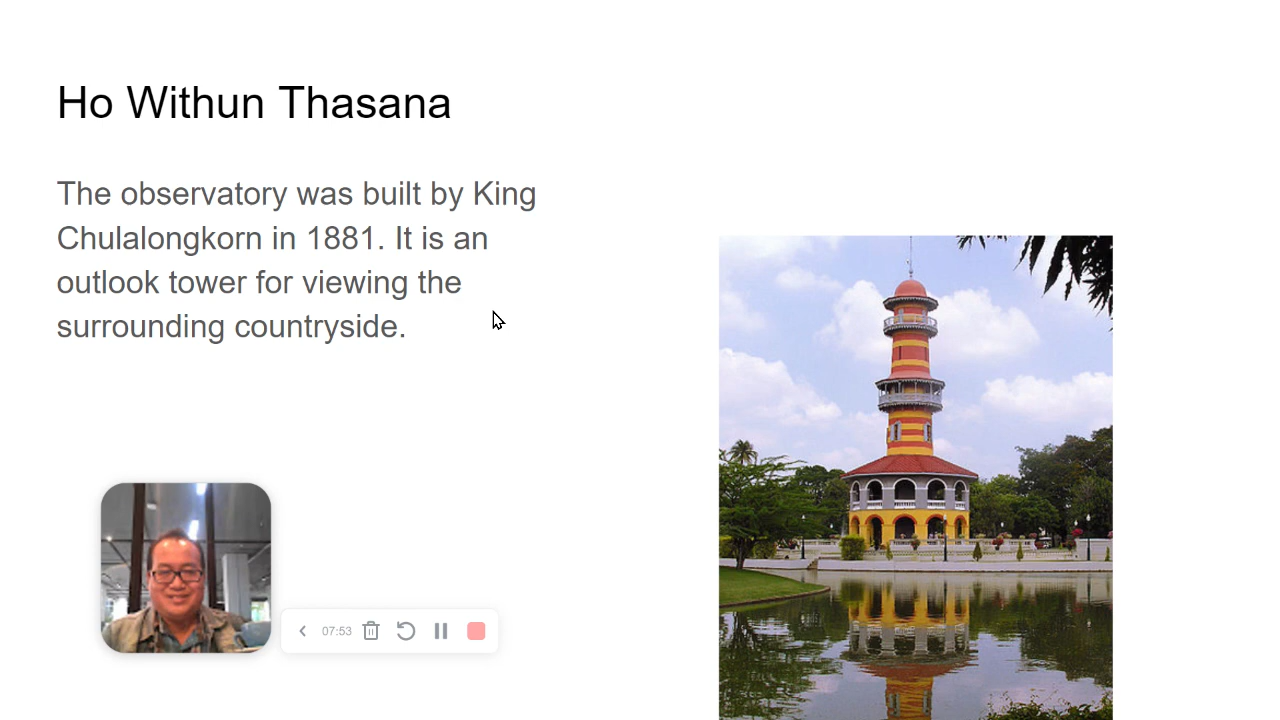 Ho Withun Thasana
The observatory was built by King
Chulalongkorn in 1881. It is an
outlook tower for viewing the
surrounding countryside.
07:53